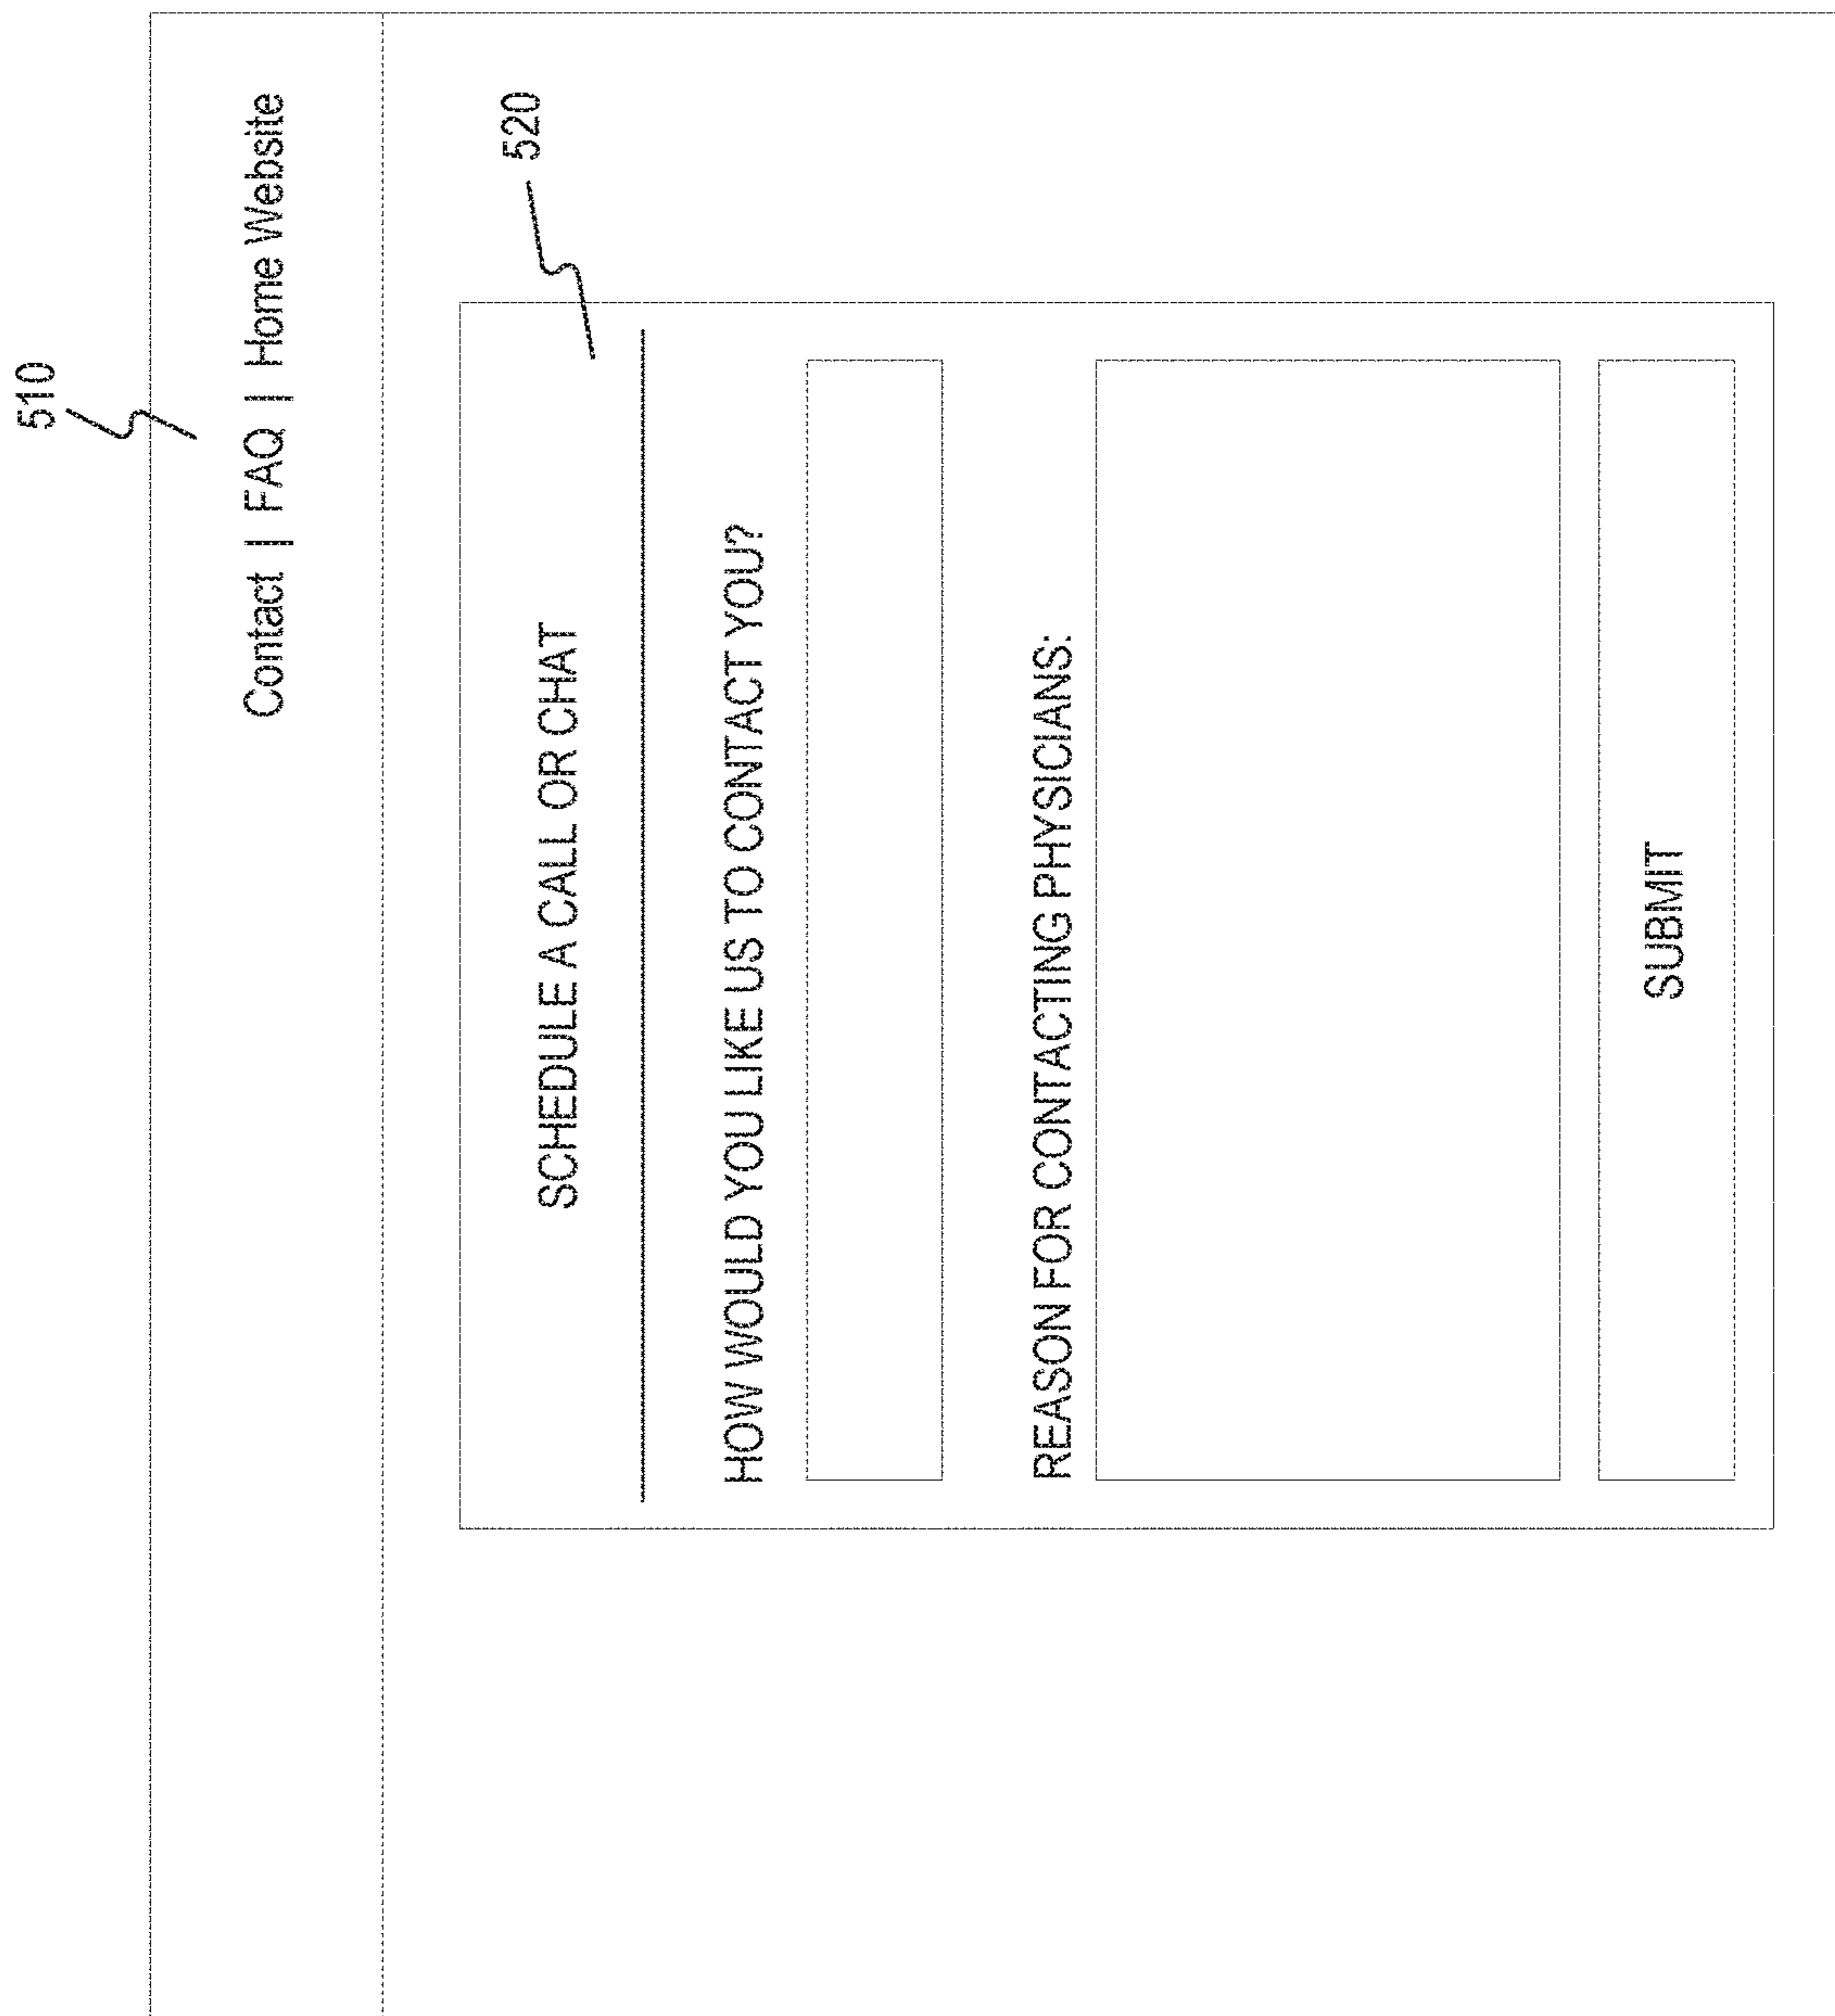 510
Contact | FAQ | Home Website
520
SCHEDULE A CALL OR CHAT
HOW WOULD YOU LIKE US TO CONTACT YOU?
REASON FOR CONTACTING PHYSICIANS:
SUBMIT